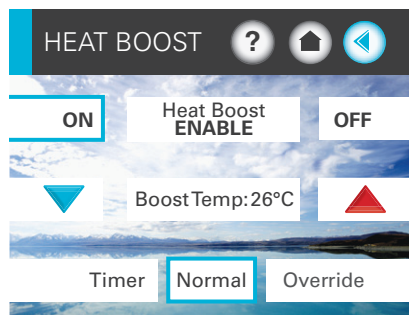 HEAT BOOST ?
ON
Heat Boost
ENABLE
OFF
Boost Temp: 26°C
Timer Normal Override